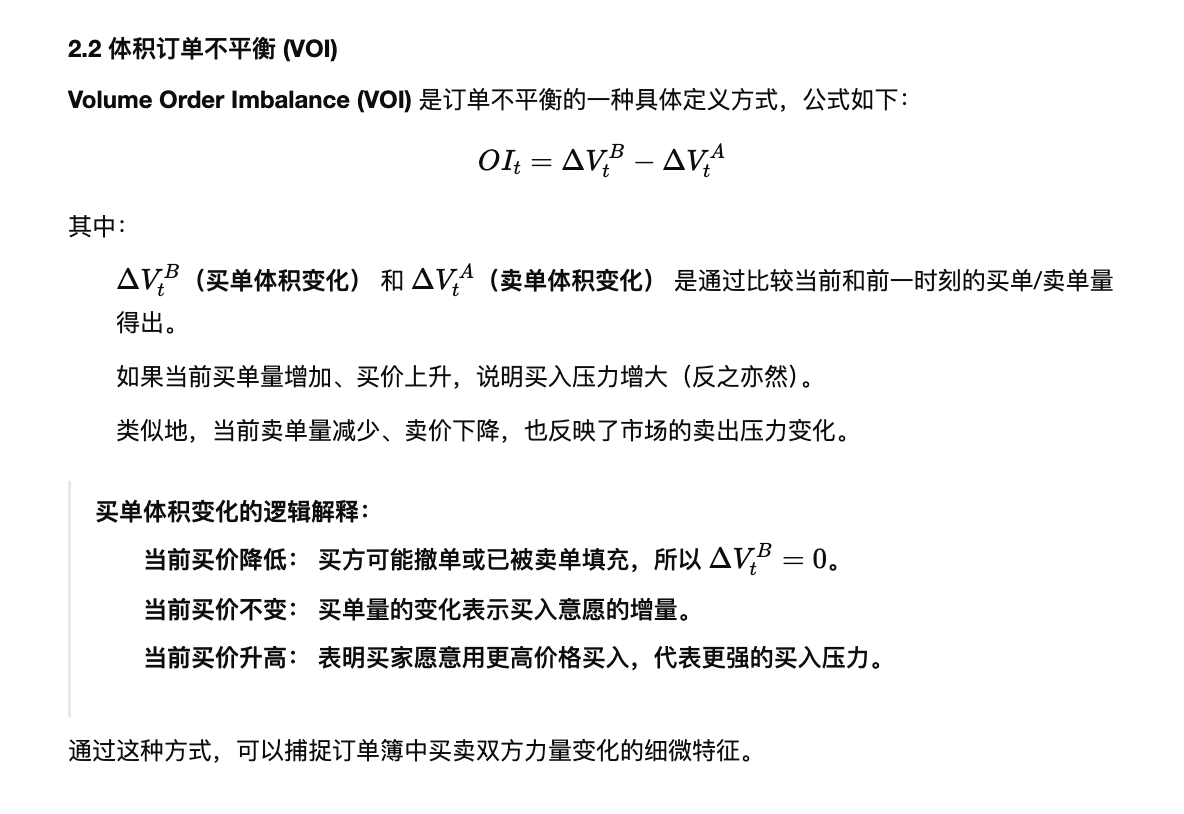 2.2 体积订单不平衡 (VOI)
Volume Order Imbalance (VOI) 是订单不平衡的一种具体定义方式，公式如下：
$OI_t = \Delta V_t^B - \Delta V_t^A$
其中：
$\Delta V_t^B$（买单体积变化） 和 $\Delta V_t^A$（卖单体积变化） 是通过比较当前和前一时刻的买单/卖单量
得出。
如果当前买单量增加、买价上升，说明买入压力增大（反之亦然）。
类似地，当前卖单量减少、卖价下降，也反映了市场的卖出压力变化。
买单体积变化的逻辑解释：
当前买价降低： 买方可能撤单或已被卖单填充，所以 $\Delta V_t^B = 0$。
当前买价不变： 买单量的变化表示买入意愿的增量。
当前买价升高： 表明买家愿意用更高价格买入，代表更强的买入压力。
通过这种方式，可以捕捉订单簿中买卖双方力量变化的细微特征。